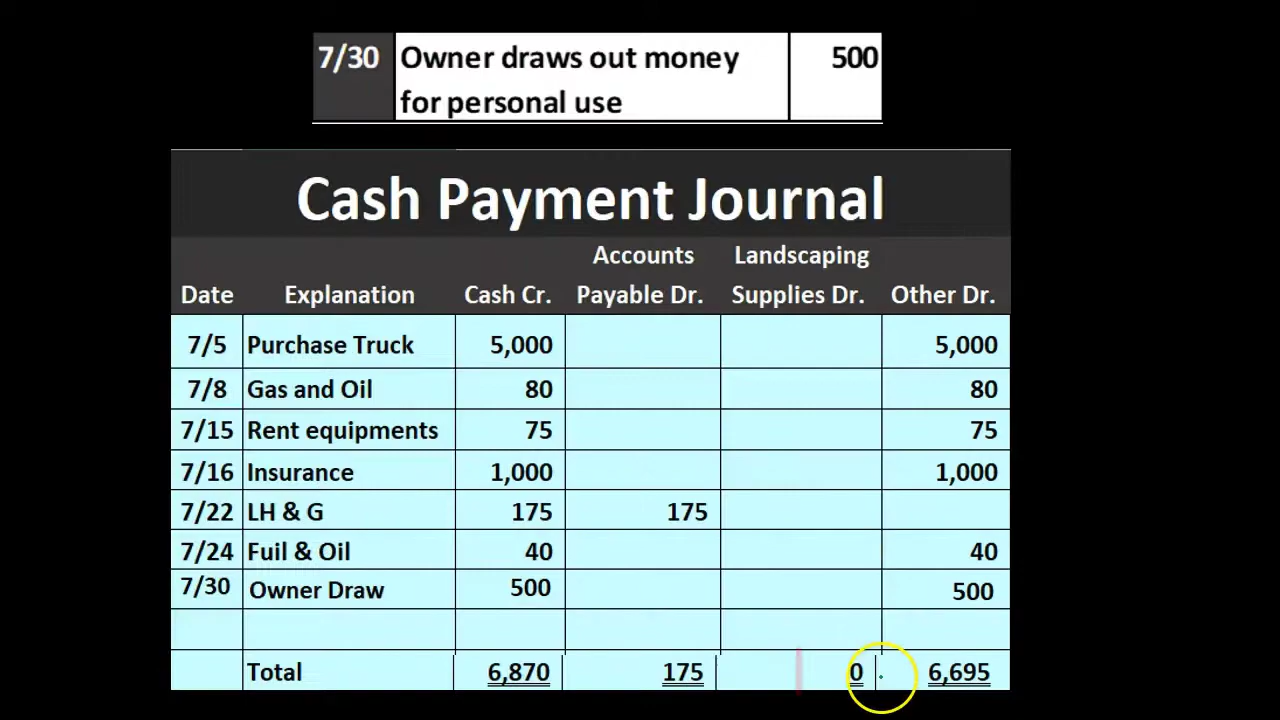 7/30 Owner draws out money 500
for personal use
Cash Payment Journal
Accounts Landscaping
Date Explanation Cash Cr. Payable Dr. Supplies Dr. Other Dr.
7/5 Purchase Truck 5,000 5,000
7/8 Gas and Oil 80 80
7/15 Rent equipments 75 75
7/16 Insurance 1,000 1,000
7/22 LH & G 175 175
7/24 Fuil & Oil 40 40
7/30 Owner Draw 500 500
Total 6,870 175 0 6,695